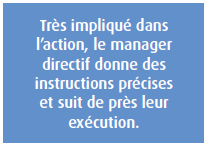 Très impliqué dans
l'action, le manager
directif donne des
instructions précises
et suit de près leur
exécution.